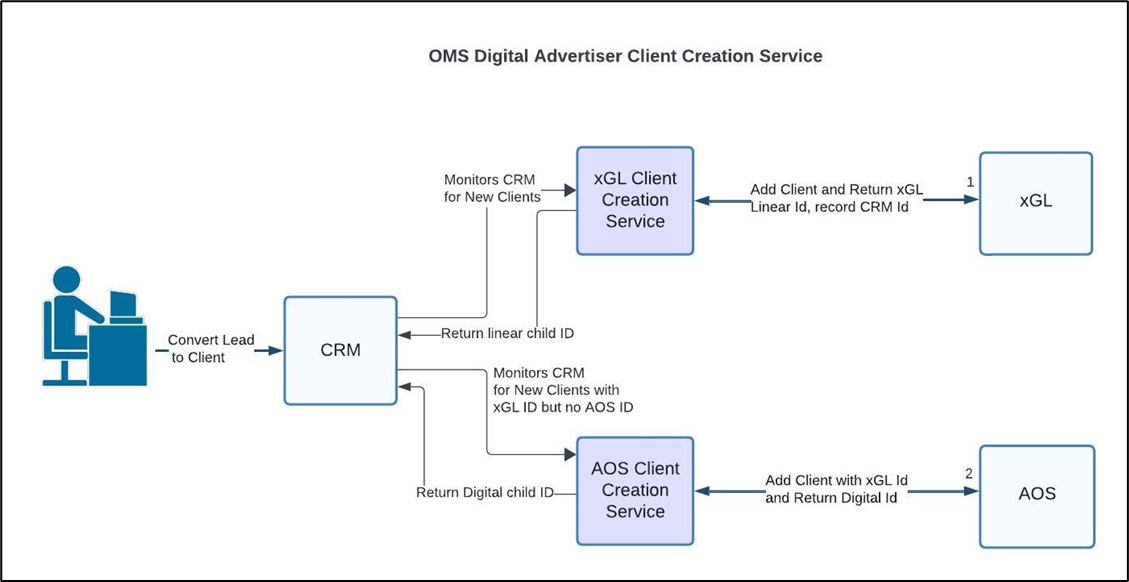 OMS Digital Advertiser Client Creation Service
Monitors CRM
for New Clients
xGL Client
Creation
Service
Add Client and Return xGL
Linear Id, record CRM Id
1
xGL
Convert Lead
to Client
CRM
Return linear child ID
Monitors CRM
for New Clients with
xGL ID but no AOS ID
Return Digital child ID
AOS Client
Creation
Service
Add Client with xGL Id
and Return Digital Id
2
AOS